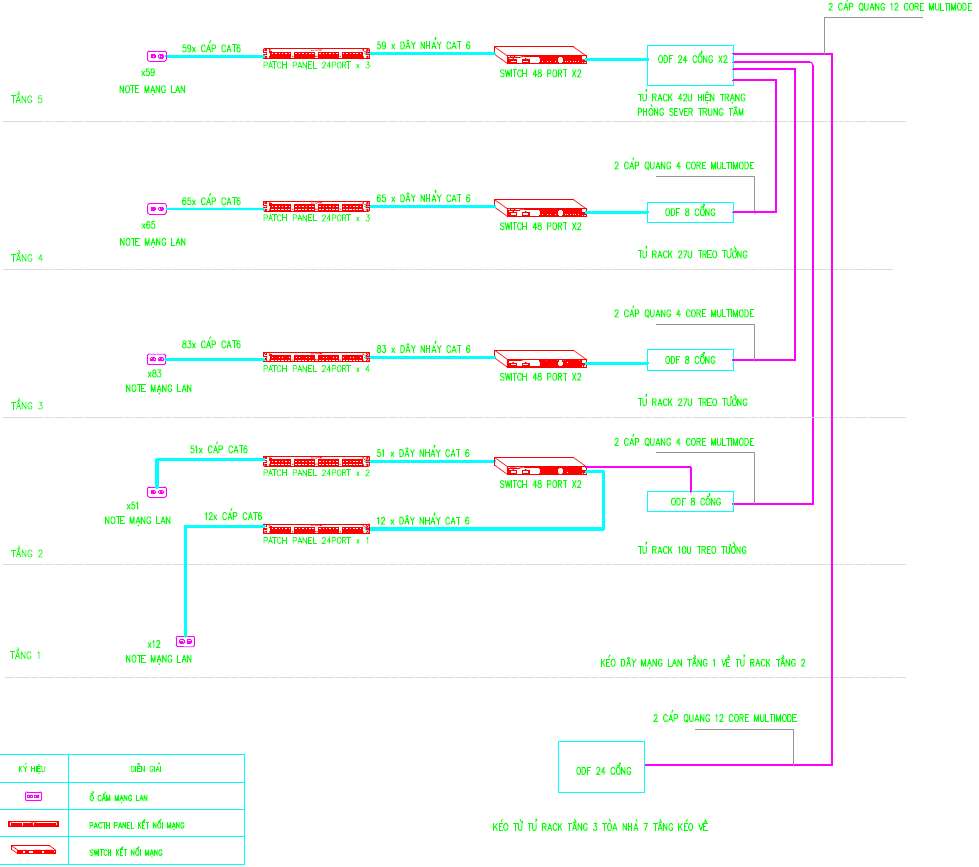 2 CÁP QUANG 12 CORE MULTIMODE
59x CÁP CAT6
59 x DÂY NHẢY CAT 6
ODF 24 CỔNG X2
x59
PATCH PANEL 24PORT x 3
SWITCH 48 PORT X2
NOTE MẠNG LAN
TẦNG 5
TỦ RACK 42U HIỆN TRẠNG
PHÒNG SEVER TRUNG TÂM
2 CÁP QUANG 4 CORE MULTIMODE
65x CÁP CAT6
65 x DÂY NHẢY CAT 6
ODF 8 CỔNG
x65
PATCH PANEL 24PORT x 3
SWITCH 48 PORT X2
NOTE MẠNG LAN
TẦNG 4
TỦ RACK 27U TREO TƯỜNG
2 CÁP QUANG 4 CORE MULTIMODE
83x CÁP CAT6
83 x DÂY NHẢY CAT 6
ODF 8 CỔNG
x83
PATCH PANEL 24PORT x 4
SWITCH 48 PORT X2
NOTE MẠNG LAN
TẦNG 3
TỦ RACK 27U TREO TƯỜNG
2 CÁP QUANG 4 CORE MULTIMODE
51x CÁP CAT6
51 x DÂY NHẢY CAT 6
PATCH PANEL 24PORT x 2
SWITCH 48 PORT X2
ODF 8 CỔNG
x51
NOTE MẠNG LAN
12x CÁP CAT6
12 x DÂY NHẢY CAT 6
PATCH PANEL 24PORT x 1
TẦNG 2
TỦ RACK 10U TREO TƯỜNG
x12
NOTE MẠNG LAN
TẦNG 1
KÉO DÂY MẠNG LAN TẦNG 1 VỀ TỦ RACK TẦNG 2
2 CÁP QUANG 12 CORE MULTIMODE
ODF 24 CỔNG
KÉO TỪ TỦ RACK TẦNG 3 TÒA NHÀ 7 TẦNG KÉO VỀ
KÝ HIỆU
DIỄN GIẢI
Ổ CẮM MẠNG LAN
PACTH PANEL KẾT NỐI MẠNG
SWITCH KẾT NỐI MẠNG